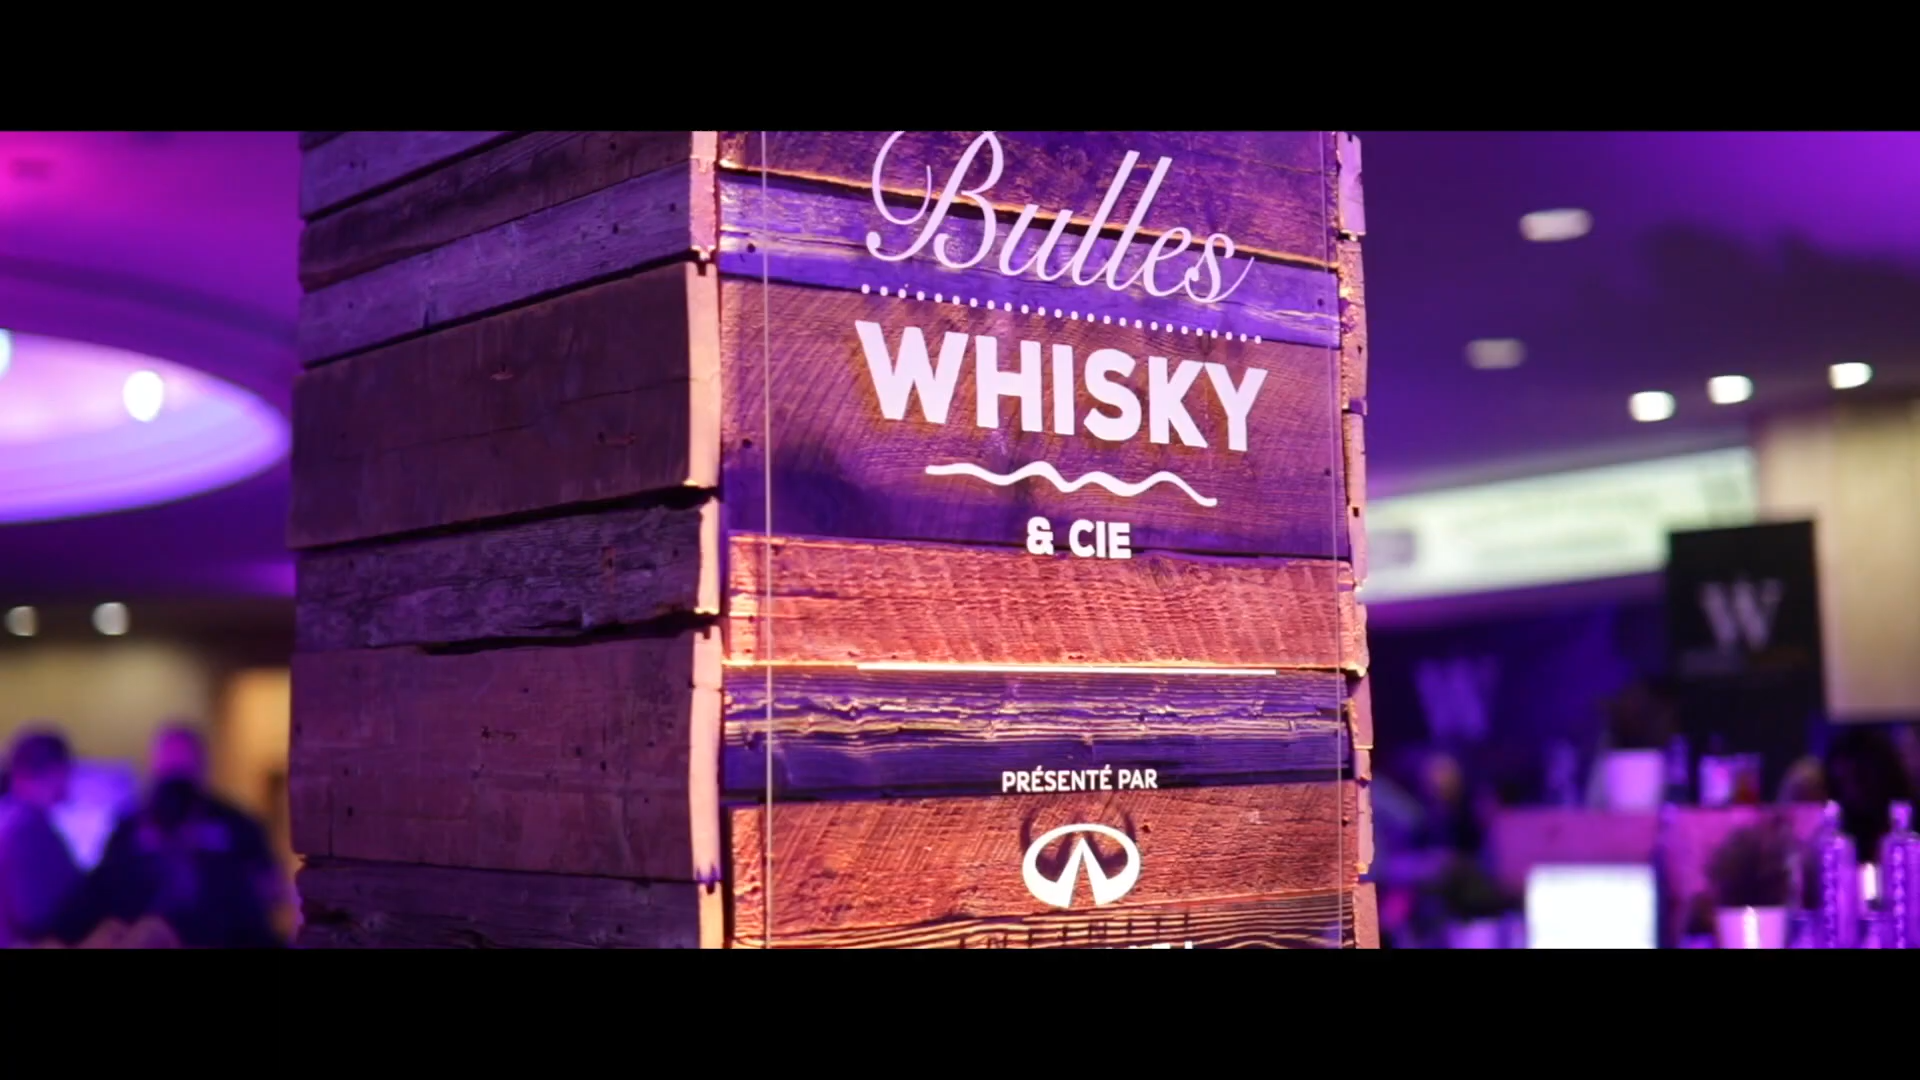 Bulles
WHISKY
& CIE
PRÉSENTÉ PAR
W
W